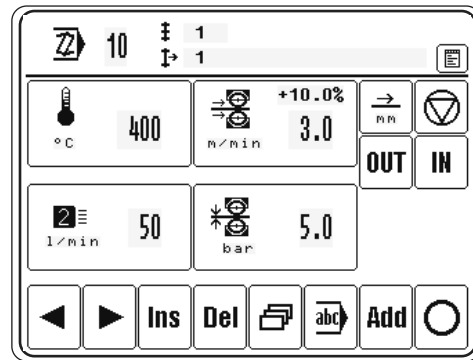 10
1
1
°C
400
+10.0%
m/min
3.0
mm
OUT
IN
2
l/min
50
bar
5.0
Ins
Del
abc
Add